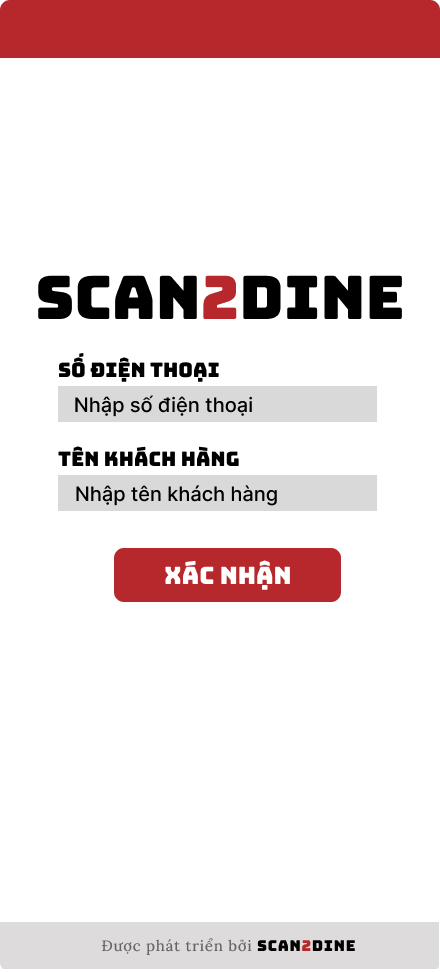 SCAN2DINE
SỐ ĐIỆN THOẠI
Nhập số điện thoại
TÊN KHÁCH HÀNG
Nhập tên khách hàng
XÁC NHẬN
Được phát triển bởi SCAN2DINE